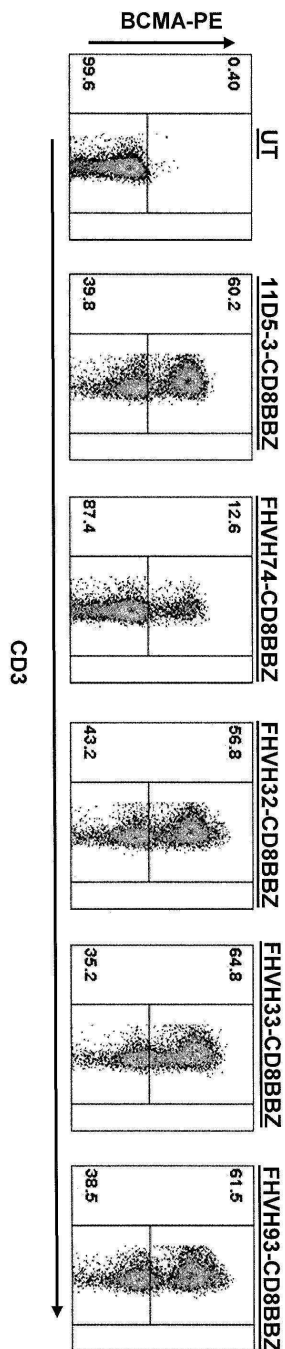 BCMA-PE
UT
0.40
99.6
11D5-3-CD8BBZ
60.2
39.8
FHVH74-CD8BBZ
12.6
87.4
FHVH32-CD8BBZ
56.8
43.2
FHVH33-CD8BBZ
64.8
35.2
FHVH93-CD8BBZ
61.5
38.5
CD3